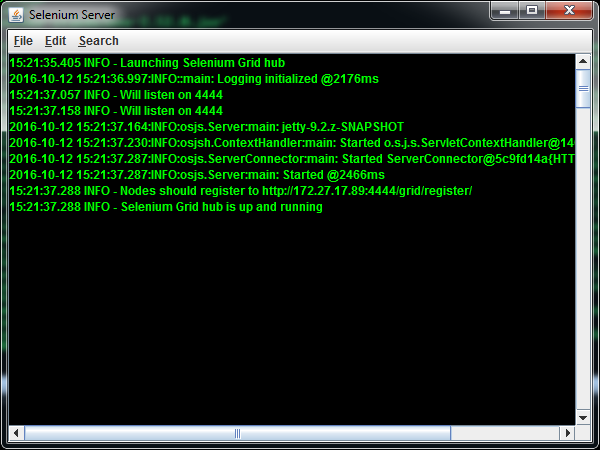 Selenium Server
File Edit Search
15:21:35.405 INFO - Launching Selenium Grid hub
2016-10-12 15:21:36.997:INFO::main: Logging initialized @2176ms
15:21:37.057 INFO - Will listen on 4444
15:21:37.158 INFO - Will listen on 4444
2016-10-12 15:21:37.164:INFO:osjs.Server:main: jetty-9.2.z-SNAPSHOT
2016-10-12 15:21:37.230:INFO:osjsh.ContextHandler:main: Started o.s.j.s.ServletContextHandler@14
2016-10-12 15:21:37.287:INFO:osjs.ServerConnector:main: Started ServerConnector@5c9fd14a{HTT
2016-10-12 15:21:37.287:INFO:osjs.Server:main: Started @2466ms
15:21:37.288 INFO - Nodes should register to http://172.27.17.89:4444/grid/register/
15:21:37.288 INFO - Selenium Grid hub is up and running